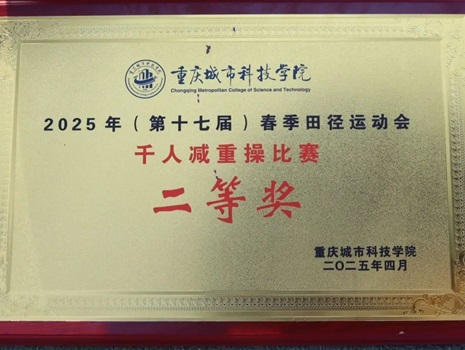 重庆城市科技学院
Chongqing Metropolitan College of Science and Technology
2025年（第十七届）春季田径运动会
千人减重操比赛
二等奖
重庆城市科技学院
二〇二五年四月